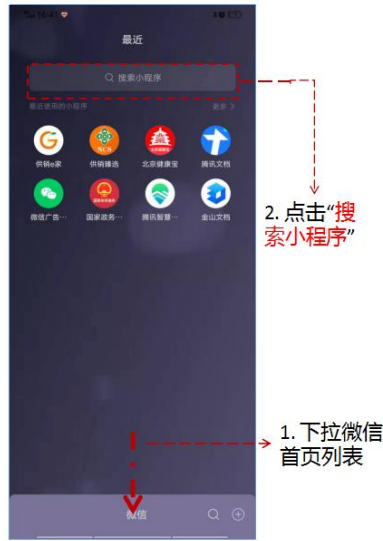 16:41
最近
搜索小程序
最近使用的小程序 更多 >
供销e家 供销臻选 北京健康宝 腾讯文档
微信广告… 国家政务… 腾讯智慧… 金山文档
2. 点击“搜
索小程序”
1. 下拉微信
首页列表
微信